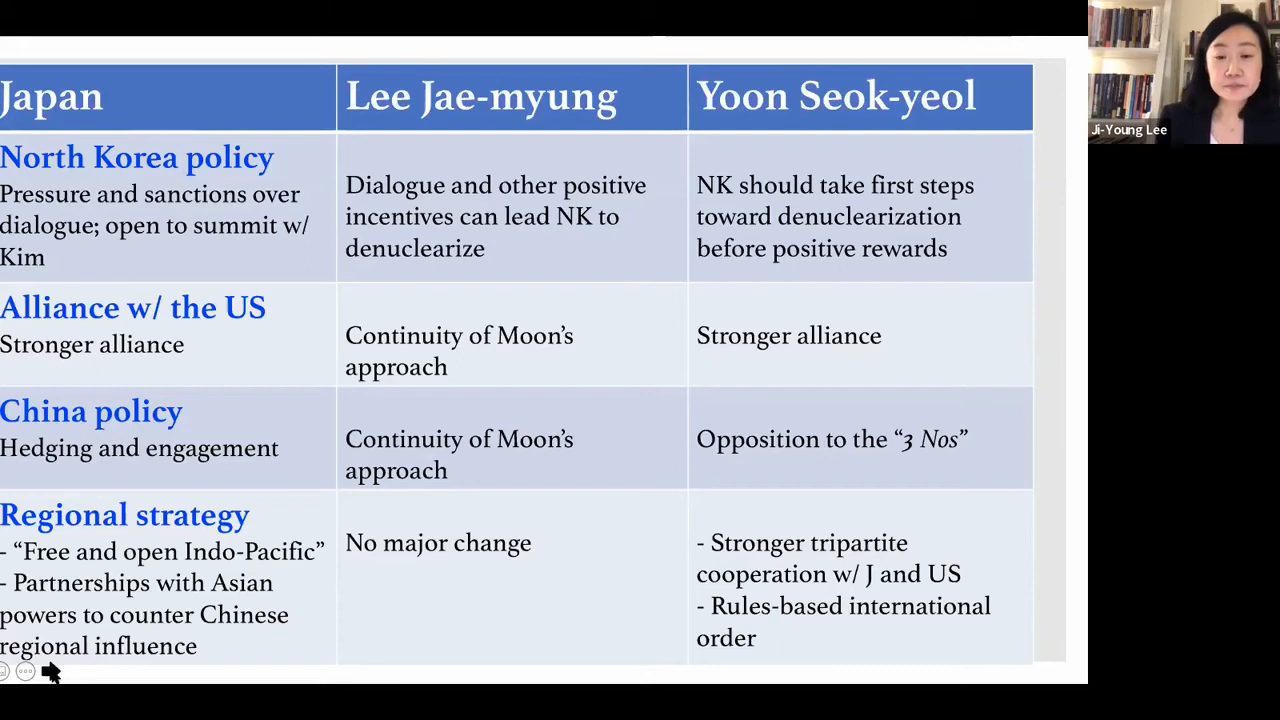 Japan
Lee Jae-myung
Yoon Seok-yeol
North Korea policy
Pressure and sanctions over
dialogue; open to summit w/
Kim
Dialogue and other positive
incentives can lead NK to
denuclearize
NK should take first steps
toward denuclearization
before positive rewards
Alliance w/ the US
Stronger alliance
Continuity of Moon’s
approach
Stronger alliance
China policy
Hedging and engagement
Continuity of Moon’s
approach
Opposition to the “3 Nos”
Regional strategy
- “Free and open Indo-Pacific”
- Partnerships with Asian
powers to counter Chinese
regional influence
No major change
- Stronger tripartite
cooperation w/ J and US
- Rules-based international
order
Ji-Young Lee